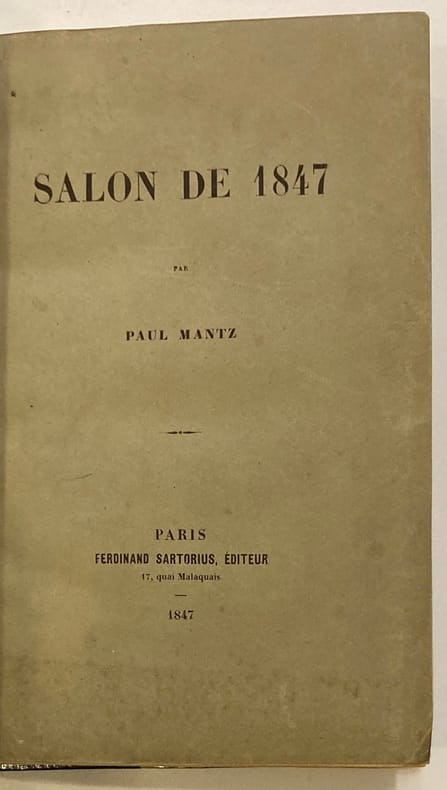 SALON DE 1847
PAR
PAUL MANTZ
PARIS
FERDINAND SARTORIUS, ÉDITEUR
17, quai Malaquais
1847